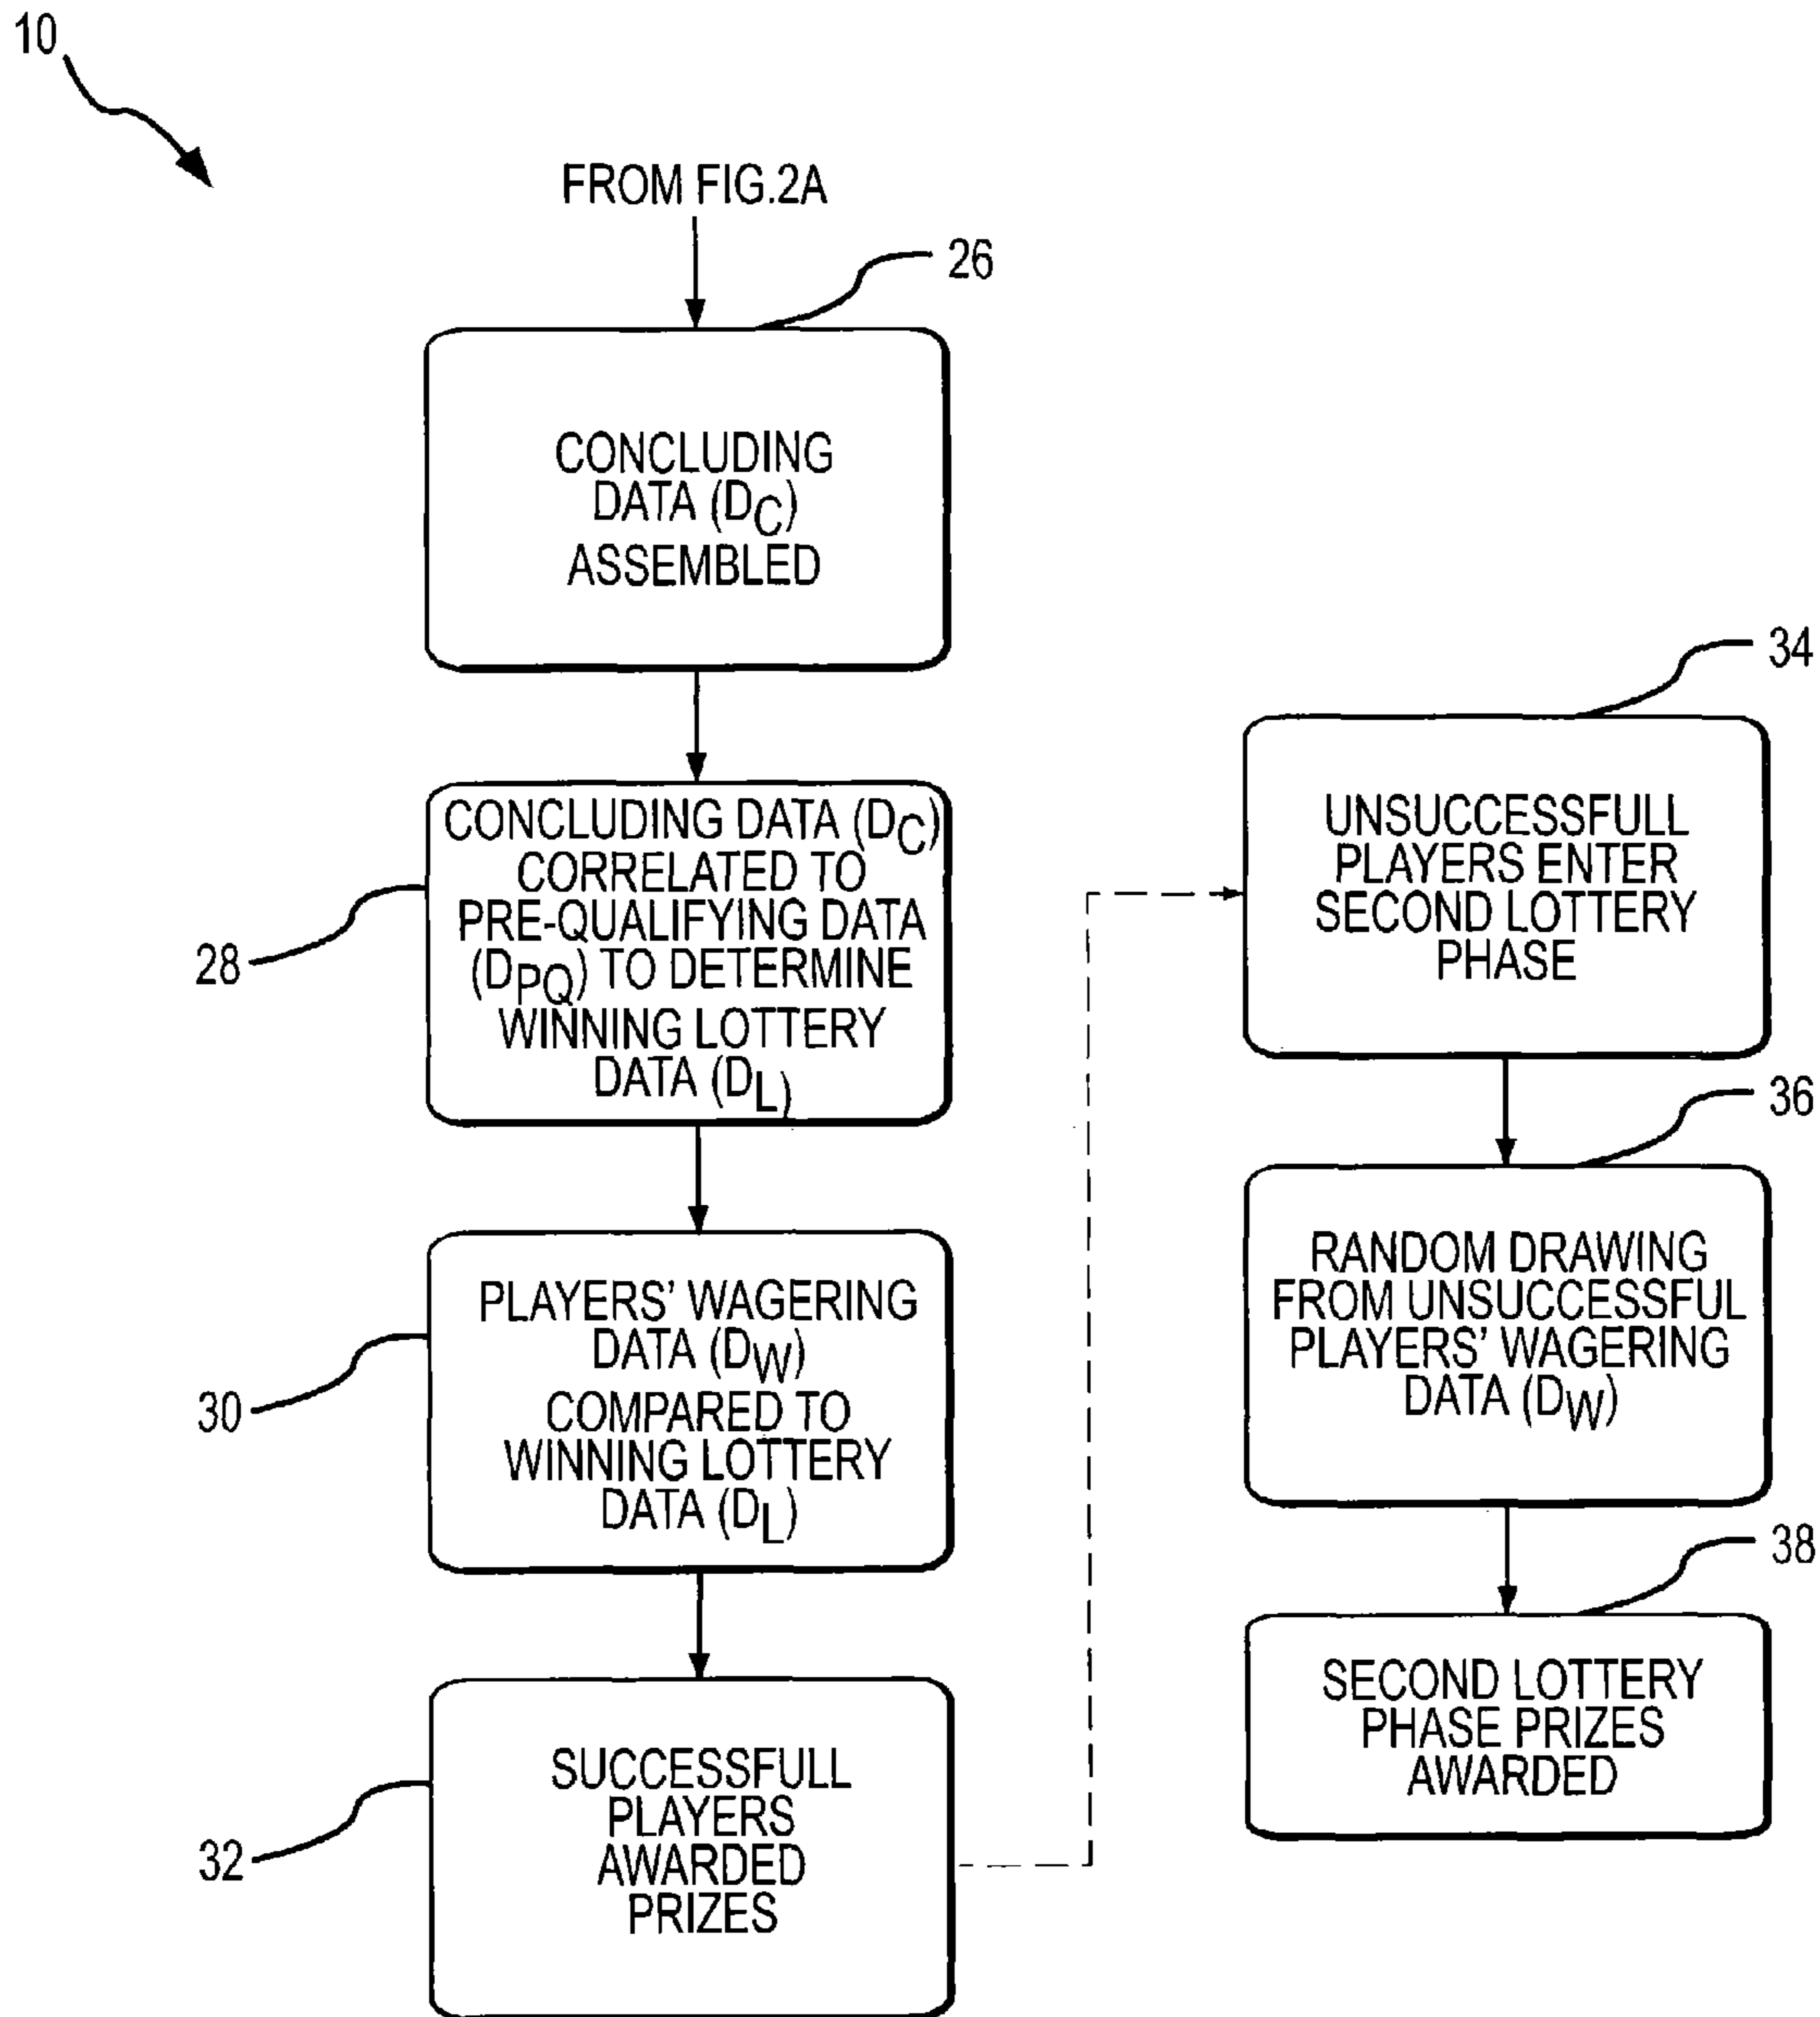 10
FROM FIG.2A
26
CONCLUDING
DATA (DC)
ASSEMBLED
28
CONCLUDING DATA (DC)
CORRELATED TO
PRE-QUALIFYING DATA
(DPQ) TO DETERMINE
WINNING LOTTERY
DATA (DL)
30
PLAYERS' WAGERING
DATA (DW)
COMPARED TO
WINNING LOTTERY
DATA (DL)
32
SUCCESSFULL
PLAYERS
AWARDED
PRIZES
34
UNSUCCESSFULL
PLAYERS ENTER
SECOND LOTTERY
PHASE
36
RANDOM DRAWING
FROM UNSUCCESSFUL
PLAYERS' WAGERING
DATA (DW)
38
SECOND LOTTERY
PHASE PRIZES
AWARDED